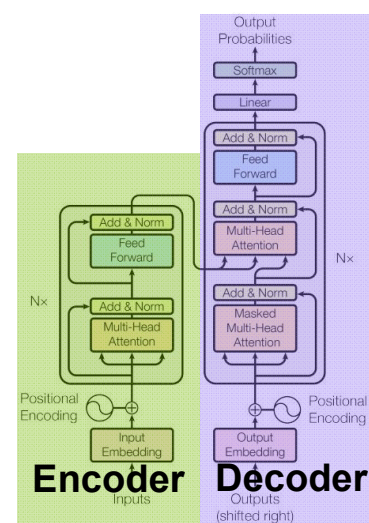 Output
Probabilities
Softmax
Linear
Add & Norm
Feed
Forward
Add & Norm
Multi-Head
Attention
N×
Add & Norm
Masked
Multi-Head
Attention
Add & Norm
Feed
Forward
N×
Add & Norm
Multi-Head
Attention
Positional
Encoding
Positional
Encoding
Input
Embedding
Output
Embedding
Encoder
Decoder
Inputs
Outputs
(shifted right)